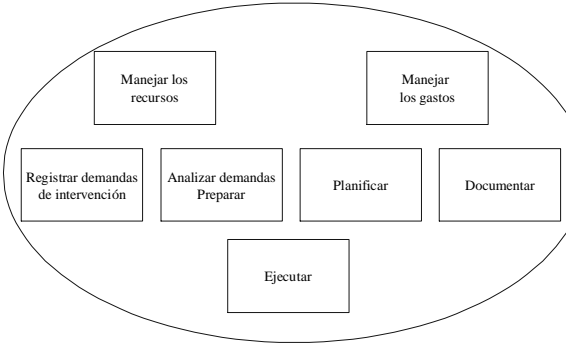 Manejar los
recursos
Manejar
los gastos
Registrar demandas
de intervención
Analizar demandas
Preparar
Planificar
Documentar
Ejecutar